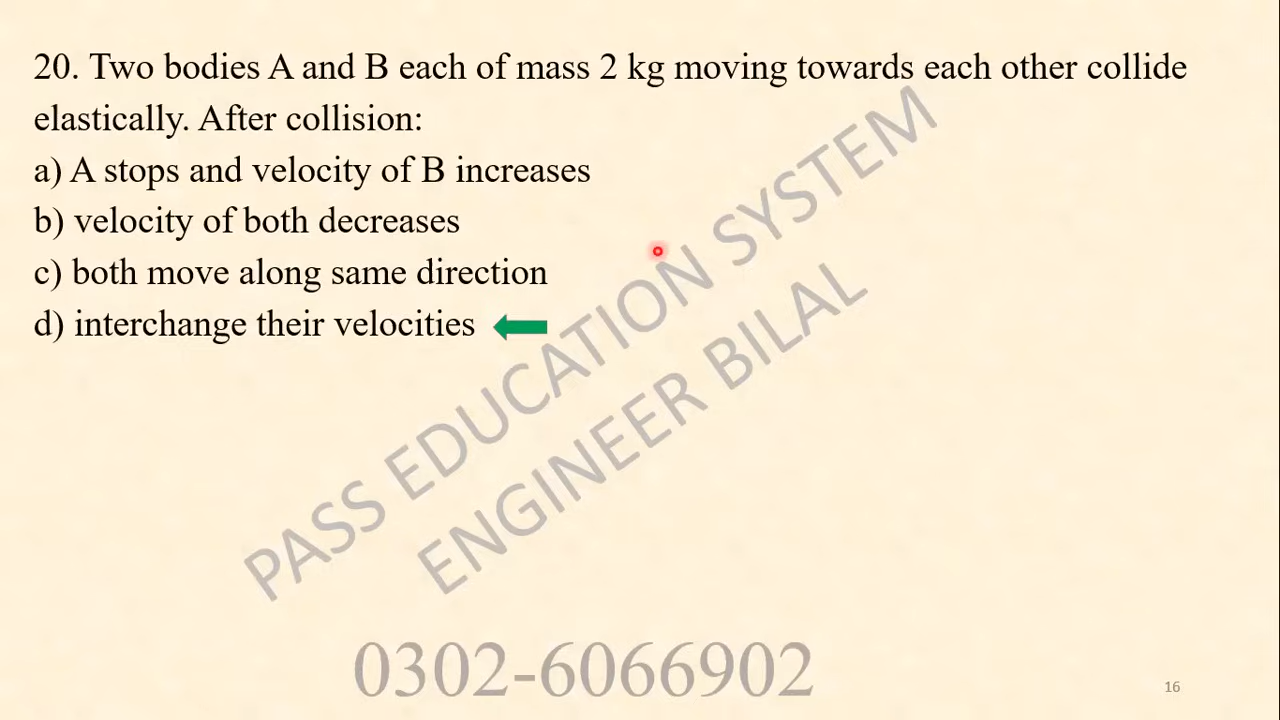 20. Two bodies A and B each of mass 2 kg moving towards each other collide
elastically. After collision:
a) A stops and velocity of B increases
b) velocity of both decreases
c) both move along same direction
d) interchange their velocities
PASS EDUCATION SYSTEM
ENGINEER BILAL
0302-6066902
16